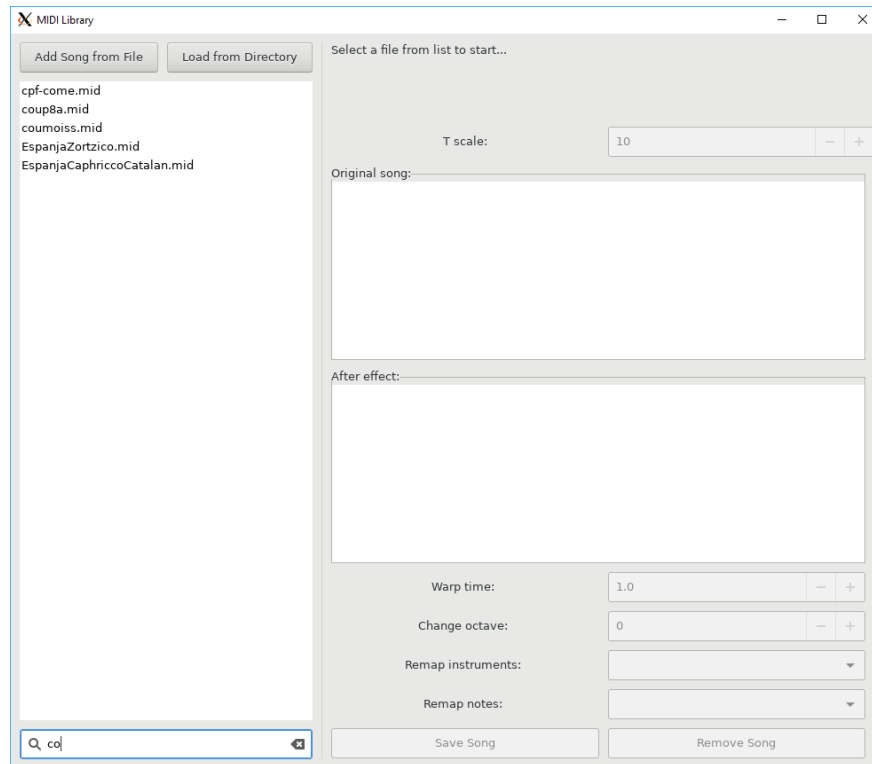 MIDI Library
Add Song from File
Load from Directory
cpf-come.mid
coup8a.mid
coumoiss.mid
EspanjaZortzico.mid
EspanjaCaphriccoCatalan.mid
co
Select a file from list to start...
T scale:
10
Original song:
After effect:
Warp time:
1.0
Change octave:
0
Remap instruments:
Remap notes:
Save Song
Remove Song